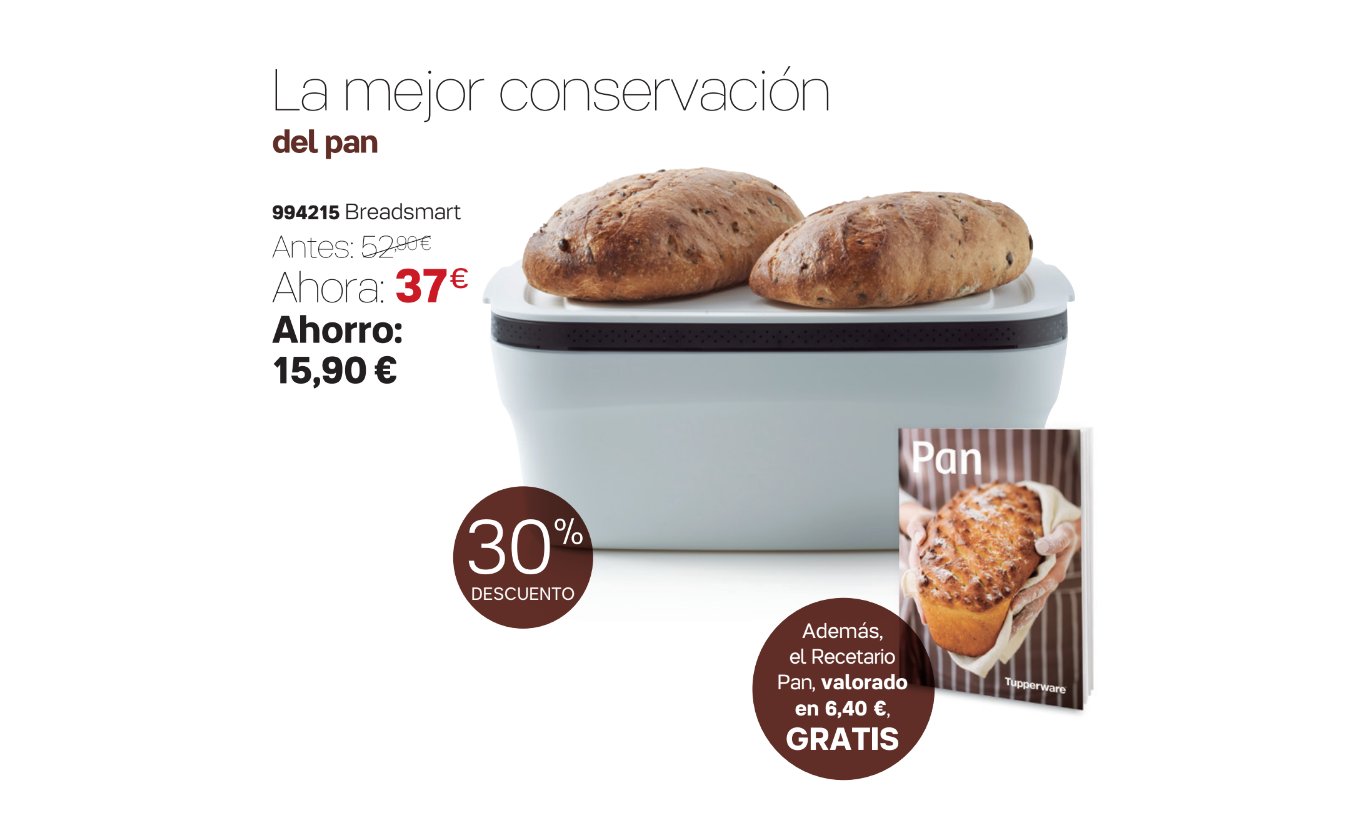 La mejor conservación
del pan
994215 Breadsmart
Antes: 52,90€
Ahora: 37€
Ahorro:
15,90 €
30%
DESCUENTO
Pan
Tupperware
Además,
el Recetario
Pan, valorado
en 6,40 €,
GRATIS